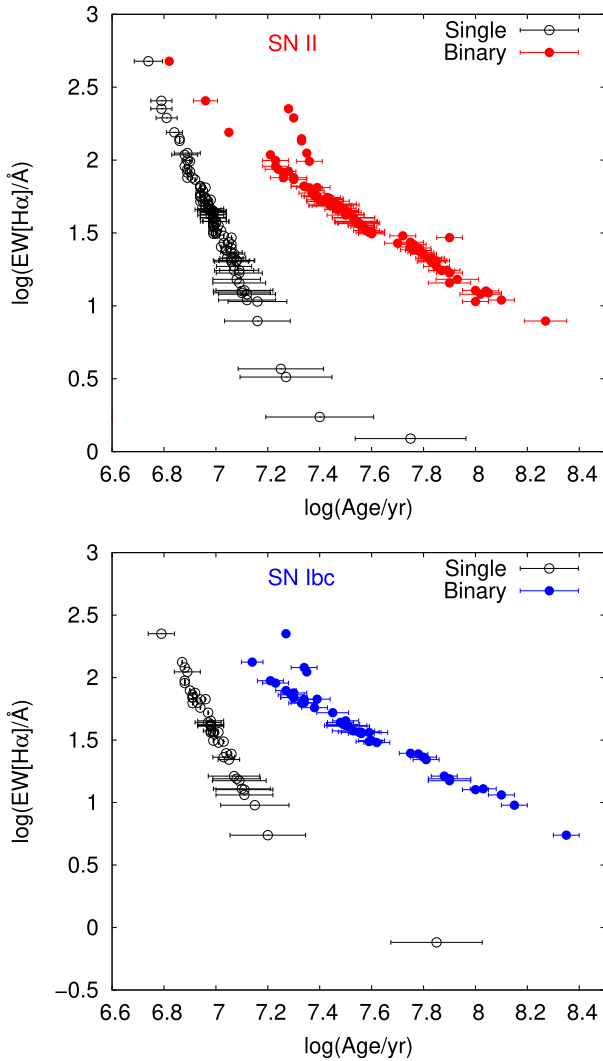 3
SN II
Single
Binary
2.5
2
1.5
1
0.5
0
log(EW[Hα]/Å)
6.6 6.8 7 7.2 7.4 7.6 7.8 8 8.2 8.4
log(Age/yr)
3
SN Ibc
Single
Binary
2.5
2
1.5
1
0.5
0
−0.5
log(EW[Hα]/Å)
6.6 6.8 7 7.2 7.4 7.6 7.8 8 8.2 8.4
log(Age/yr)